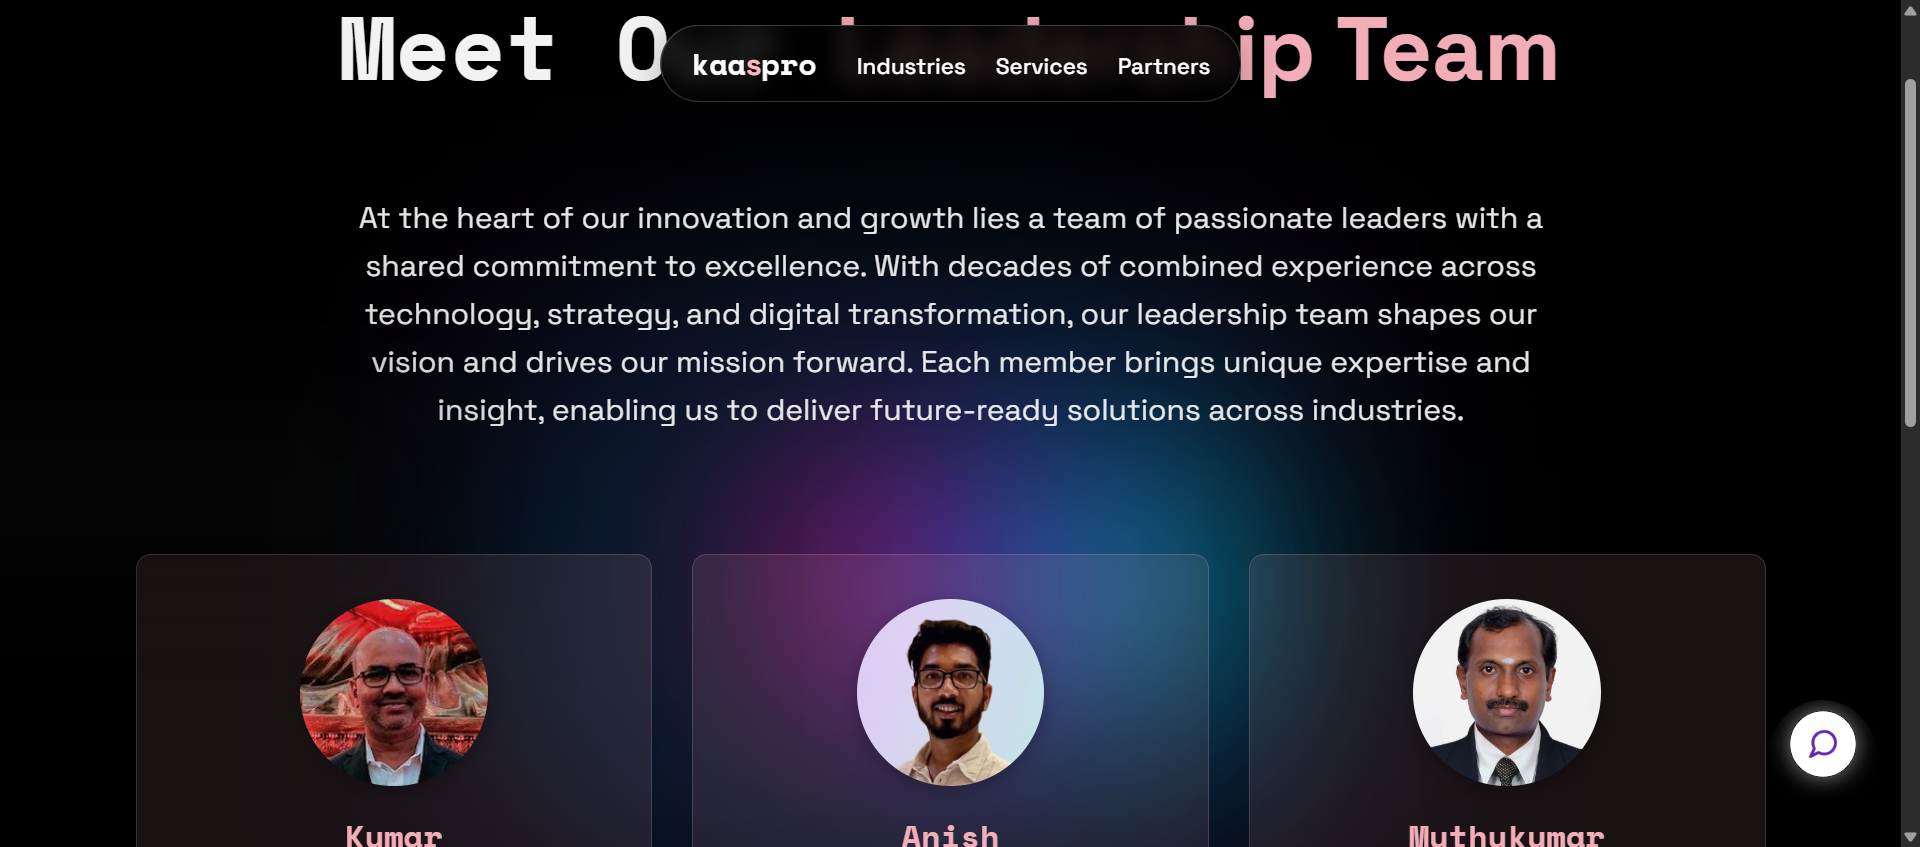 Meet O ip Team
kaaspro Industries Services Partners
At the heart of our innovation and growth lies a team of passionate leaders with a
shared commitment to excellence. With decades of combined experience across
technology, strategy, and digital transformation, our leadership team shapes our
vision and drives our mission forward. Each member brings unique expertise and
insight, enabling us to deliver future-ready solutions across industries.
Kumar Anish Muthukumar